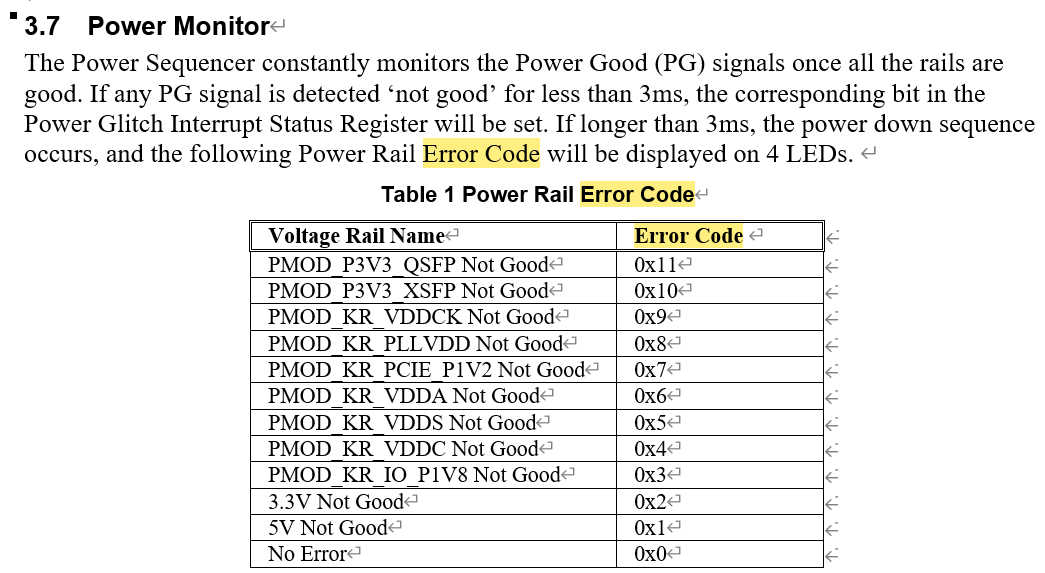 3.7 Power Monitor
The Power Sequencer constantly monitors the Power Good (PG) signals once all the rails are
good. If any PG signal is detected ‘not good’ for less than 3ms, the corresponding bit in the
Power Glitch Interrupt Status Register will be set. If longer than 3ms, the power down sequence
occurs, and the following Power Rail Error Code will be displayed on 4 LEDs.
Table 1 Power Rail Error Code
Voltage Rail Name Error Code
PMOD_P3V3_QSFP Not Good 0x11
PMOD_P3V3_XSFP Not Good 0x10
PMOD_KR_VDDCK Not Good 0x9
PMOD_KR_PLLVDD Not Good 0x8
PMOD_KR_PCIE_P1V2 Not Good 0x7
PMOD_KR_VDDA Not Good 0x6
PMOD_KR_VDDS Not Good 0x5
PMOD_KR_VDDC Not Good 0x4
PMOD_KR_IO_P1V8 Not Good 0x3
3.3V Not Good 0x2
5V Not Good 0x1
No Error 0x0